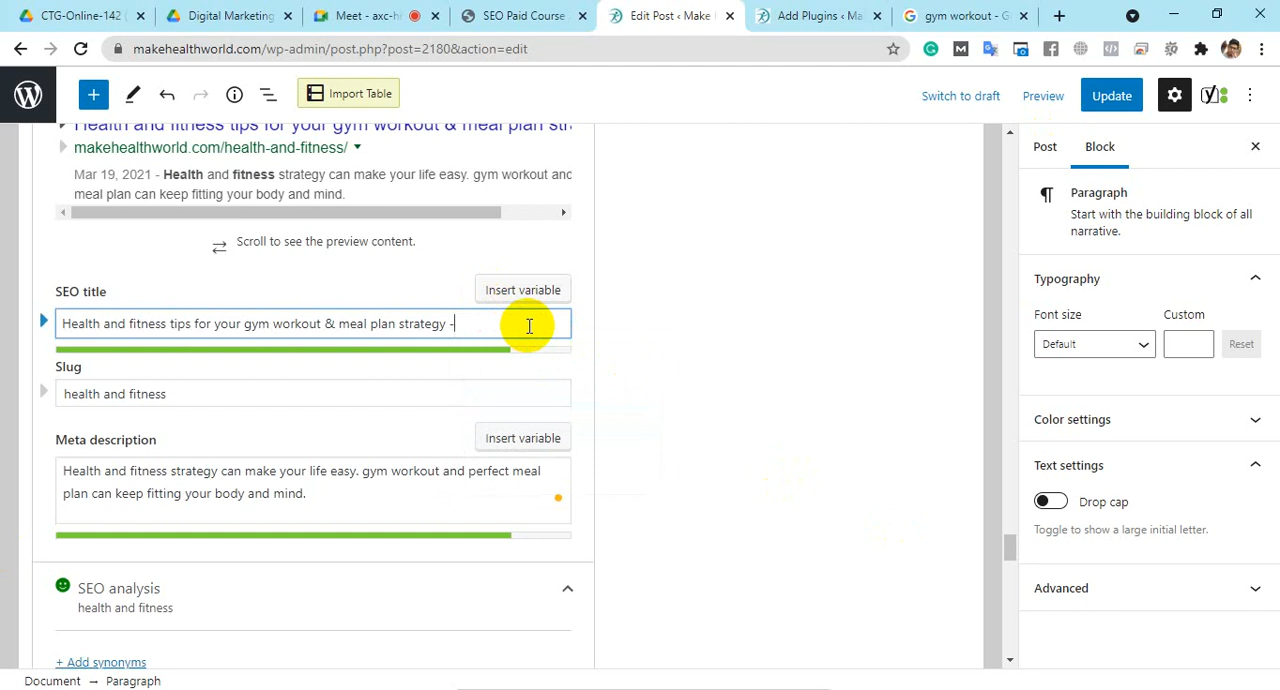 CTG-Online-142
Digital Marketing
Meet - axc-hr
SEO Paid Course
Edit Post ‹ Make
Add Plugins ‹ Ma
gym workout - G
makehealthworld.com/wp-admin/post.php?post=2180&action=edit
Import Table
Switch to draft
Preview
Update
Health and fitness tips for your gym workout & meal plan stra
makehealthworld.com/health-and-fitness/
Mar 19, 2021 - Health and fitness strategy can make your life easy. gym workout and
meal plan can keep fitting your body and mind.
Scroll to see the preview content.
SEO title
Insert variable
Health and fitness tips for your gym workout & meal plan strategy -
Slug
health and fitness
Meta description
Insert variable
Health and fitness strategy can make your life easy. gym workout and perfect meal
plan can keep fitting your body and mind.
SEO analysis
health and fitness
+ Add synonyms
Document → Paragraph
Post
Block
Paragraph
Start with the building block of all
narrative.
Typography
Font size
Custom
Default
Reset
Color settings
Text settings
Drop cap
Toggle to show a large initial letter.
Advanced